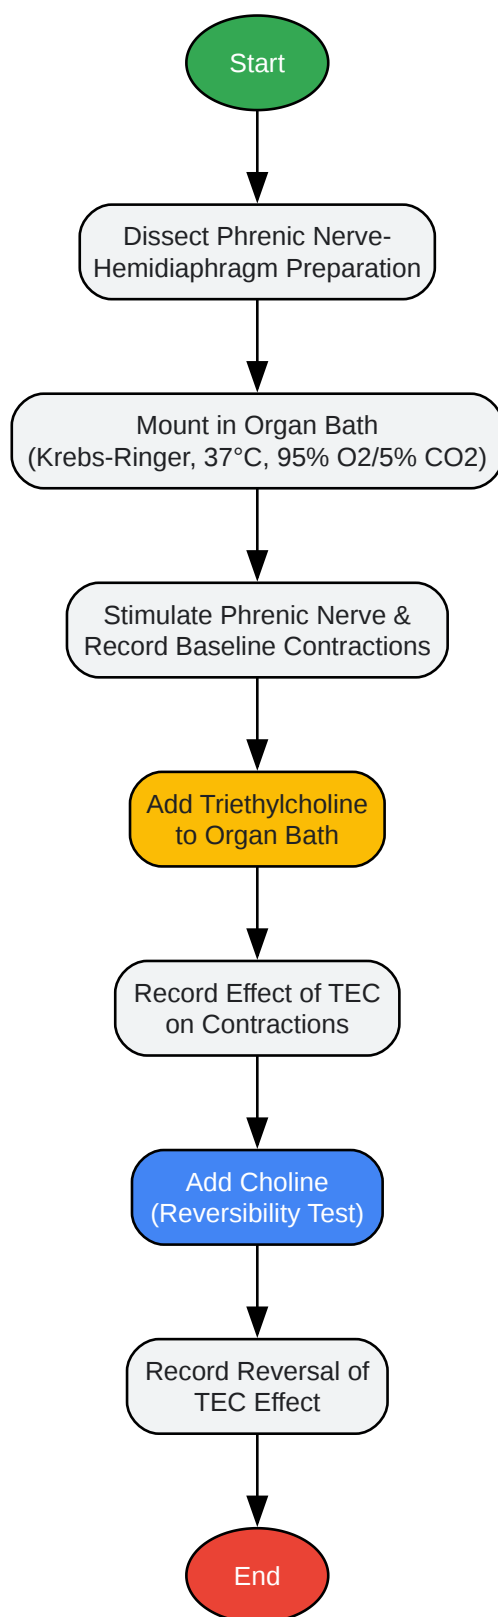 Start
Dissect Phrenic Nerve-
Hemidiaphragm Preparation
Mount in Organ Bath
(Krebs-Ringer, 37°C, 95% O2/5% CO2)
Stimulate Phrenic Nerve &
Record Baseline Contractions
Add Triethylcholine
to Organ Bath
Record Effect of TEC
on Contractions
Add Choline
(Reversibility Test)
Record Reversal of
TEC Effect
End